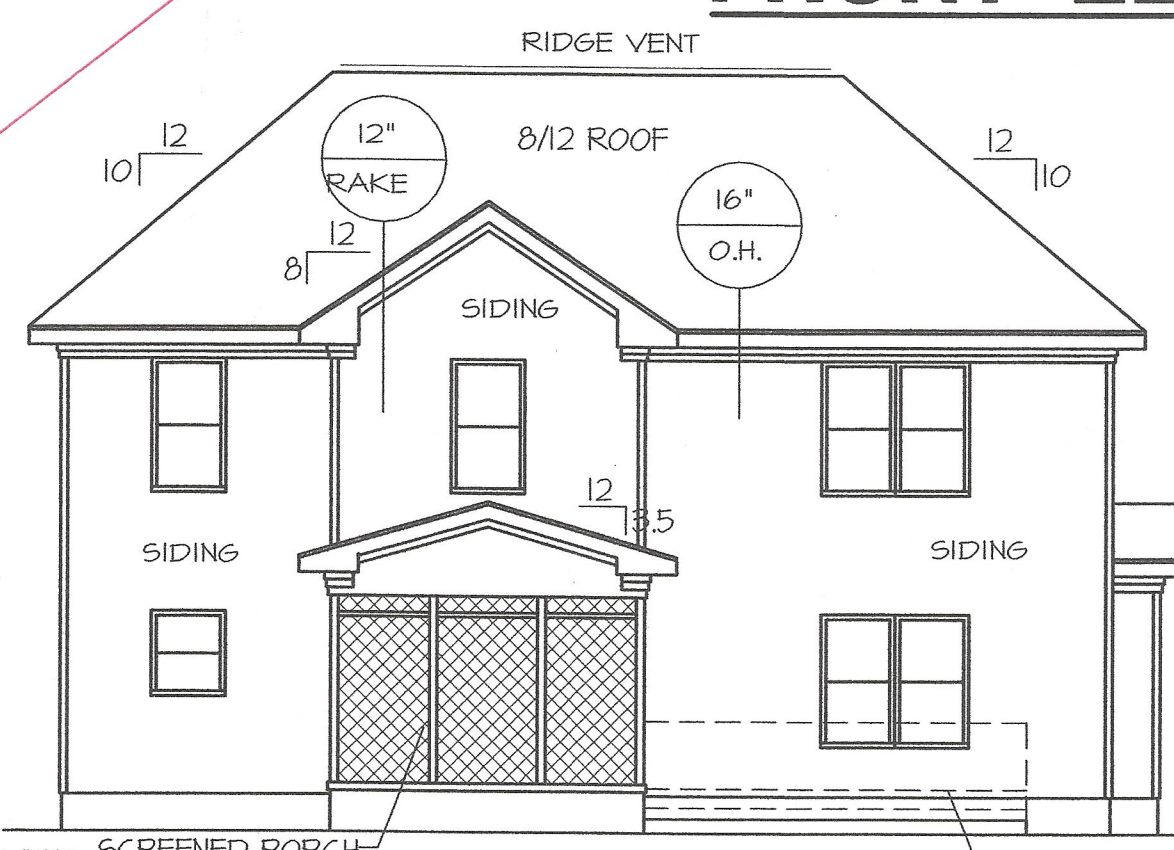 RIDGE VENT
12"
RAKE
8/12 ROOF
12
10
12
10
16"
O.H.
12
8
SIDING
12
3.5
SIDING
SIDING
SCREENED PORCH